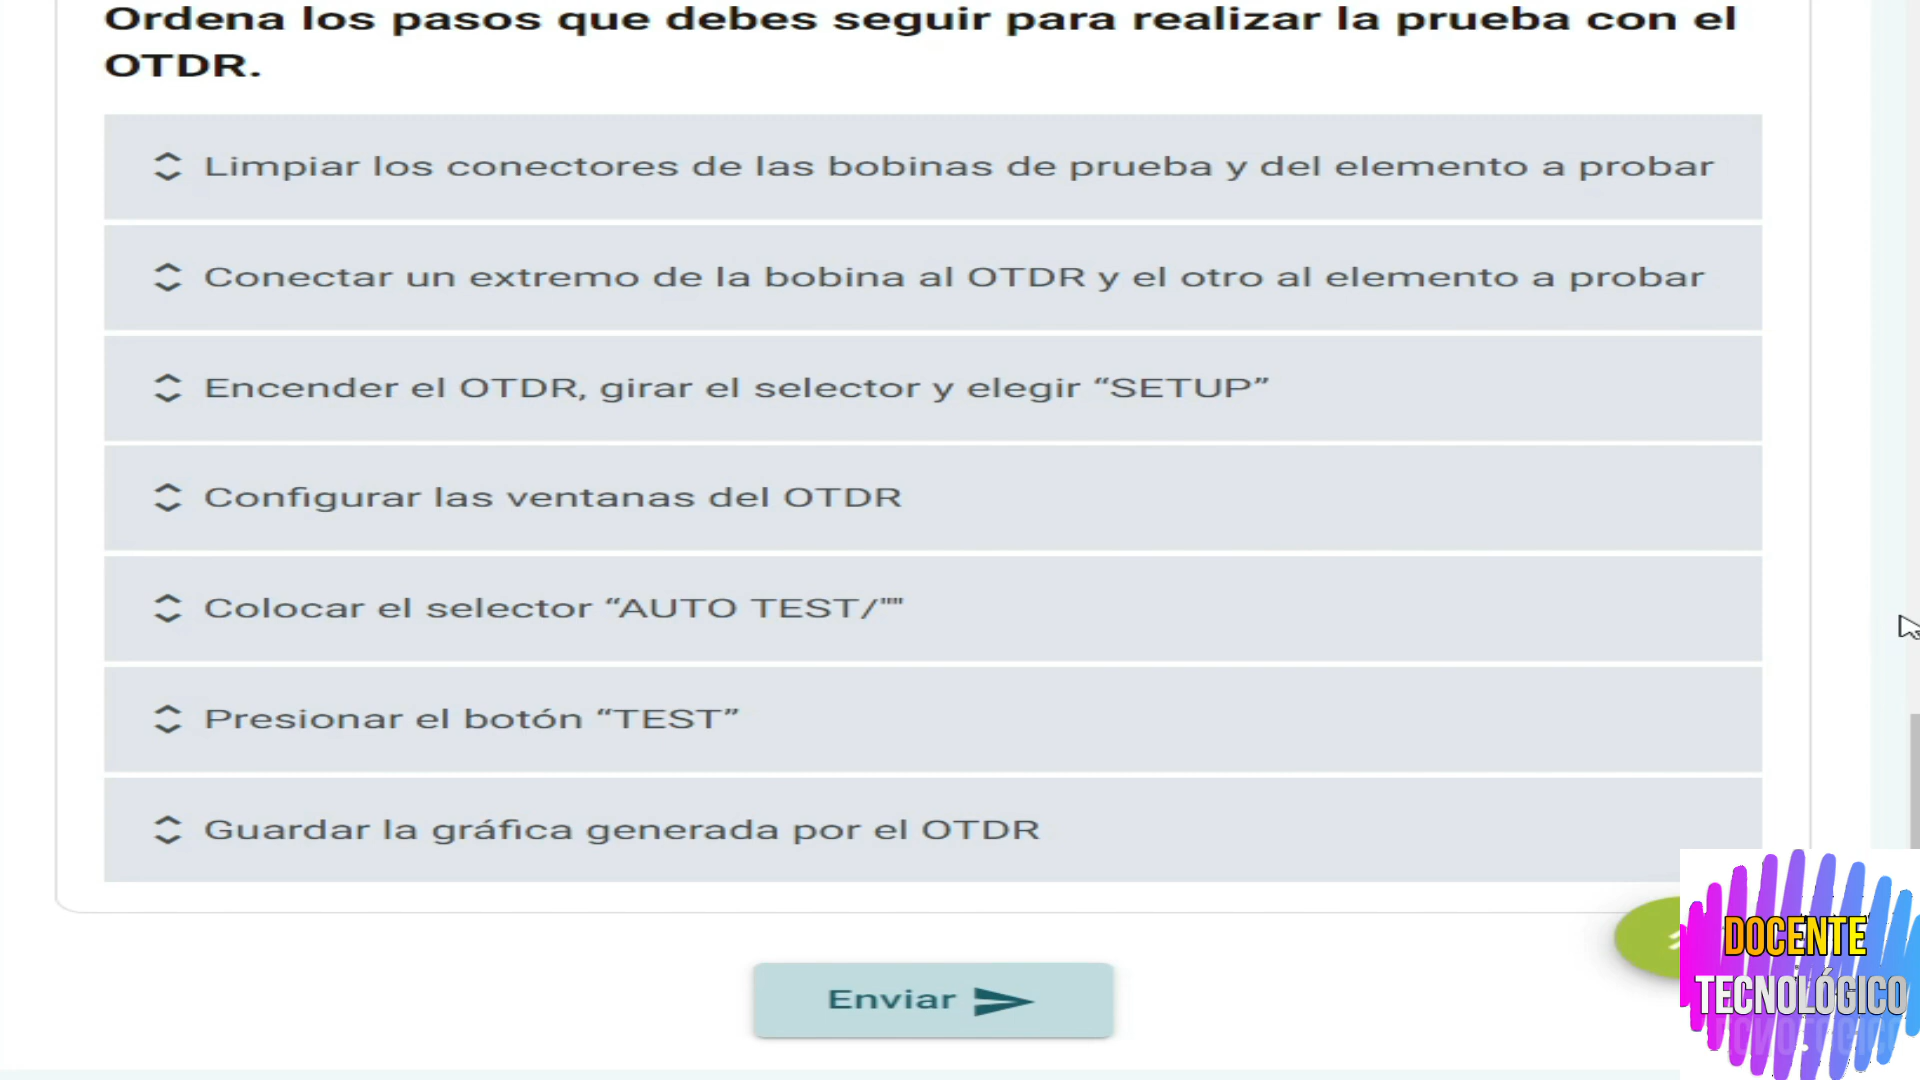 Ordena los pasos que debes seguir para realizar la prueba con el
OTDR.
Limpiar los conectores de las bobinas de prueba y del elemento a probar
Conectar un extremo de la bobina al OTDR y el otro al elemento a probar
Encender el OTDR, girar el selector y elegir “SETUP”
Configurar las ventanas del OTDR
Colocar el selector “AUTO TEST/""
Presionar el botón “TEST”
Guardar la gráfica generada por el OTDR
Enviar
DOCENTE
TECNOLÓGICO